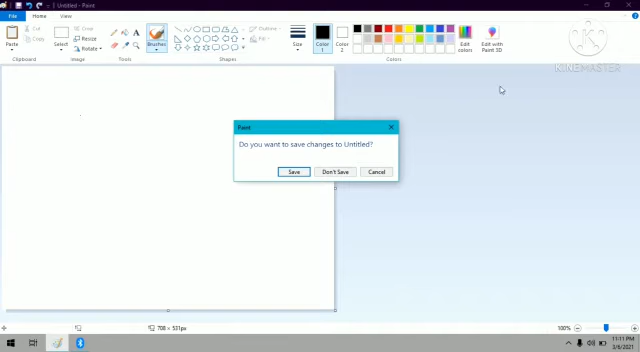 Untitled - Paint
File Home View
Paste Cut Copy
Clipboard
Select Crop Resize Rotate
Image
A
Tools
Brushes
Outline Fill
Shapes
Size
Color 1
Color 2
Edit colors
Colors
Edit with Paint 3D
K
KINEMASTER
Paint
Do you want to save changes to Untitled?
Save Don't Save Cancel
708 × 531px
100%
11:11 PM
3/6/2021